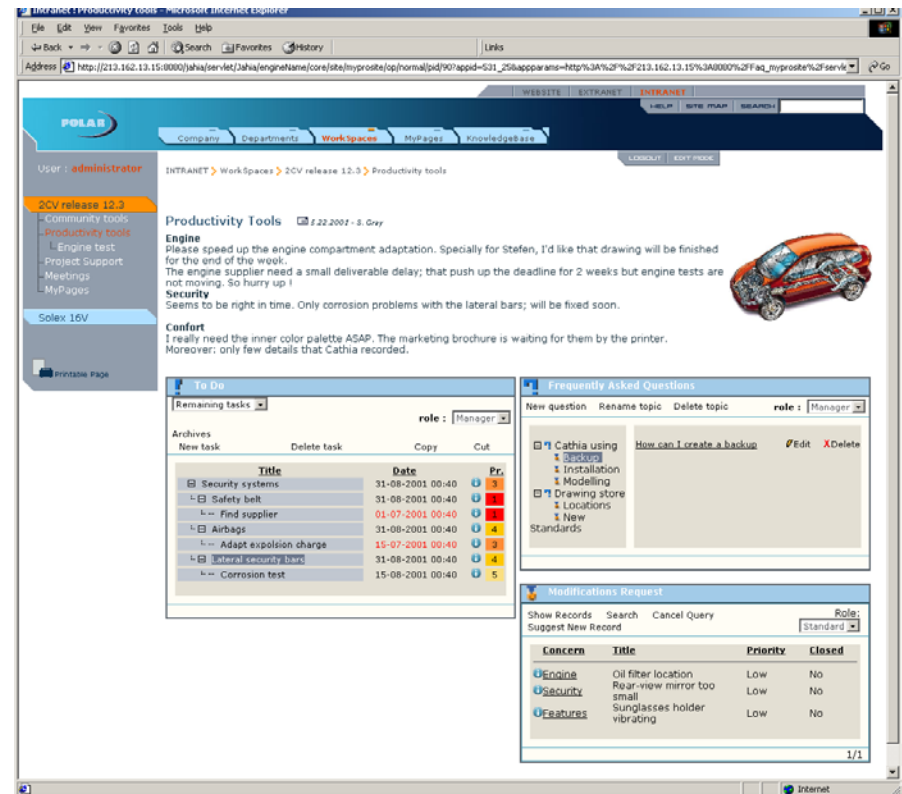 Intranet : Productivity tools - Microsoft Internet Explorer
File Edit View Favorites Tools Help
Back Search Favorites History Links
Address http://213.162.13.15:8080/jahia/servlet/Jahia/engineName/core/site/myprosite/op/normal/pid/90?appid=531_25&appparams=http%3A%2F%2F213.162.13.15%3A8080%2FFaq_myprosite%2Fservle Go
WEBSITE EXTRANET INTRANET
HELP SITE MAP SEARCH
POLAR
Company Departments WorkSpaces MyPages KnowledgeBase
LOGOUT EDIT MODE
User : administrator
INTRANET > WorkSpaces > 2CV release 12.3 > Productivity tools
2CV release 12.3
Community tools
Productivity tools
Engine test
Project Support
Meetings
MyPages
Solex 16V
Printable Page
Productivity Tools 5.22.2001 - S. Grey
Engine
Please speed up the engine compartment adaptation. Specially for Stefen, I'd like that drawing will be finished
for the end of the week.
The engine supplier need a small deliverable delay; that push up the deadline for 2 weeks but engine tests are
not moving. So hurry up !
Security
Seems to be right in time. Only corrosion problems with the lateral bars; will be fixed soon.
Confort
I really need the inner color palette ASAP. The marketing brochure is waiting for them by the printer.
Moreover: only few details that Cathia recorded.
To Do
Remaining tasks
role : Manager
Archives
New task Delete task Copy Cut
Title Date Pr.
Security systems 31-08-2001 00:40 3
Safety belt 31-08-2001 00:40 1
Find supplier 01-07-2001 00:40 1
Airbags 31-08-2001 00:40 4
Adapt expolsion charge 15-07-2001 00:40 3
Lateral security bars 31-08-2001 00:40 4
Corrosion test 15-08-2001 00:40 5
Frequently Asked Questions
New question Rename topic Delete topic role : Manager
Cathia using
Backup
Installation
Modelling
Drawing store
Locations
New
Standards
How can I create a backup Edit XDelete
Modifications Request
Show Records Search Cancel Query Role:
Suggest New Record Standard
Concern Title Priority Closed
Engine Oil filter location Low No
Security Rear-view mirror too small Low No
Features Sunglasses holder vibrating Low No
1/1
Internet